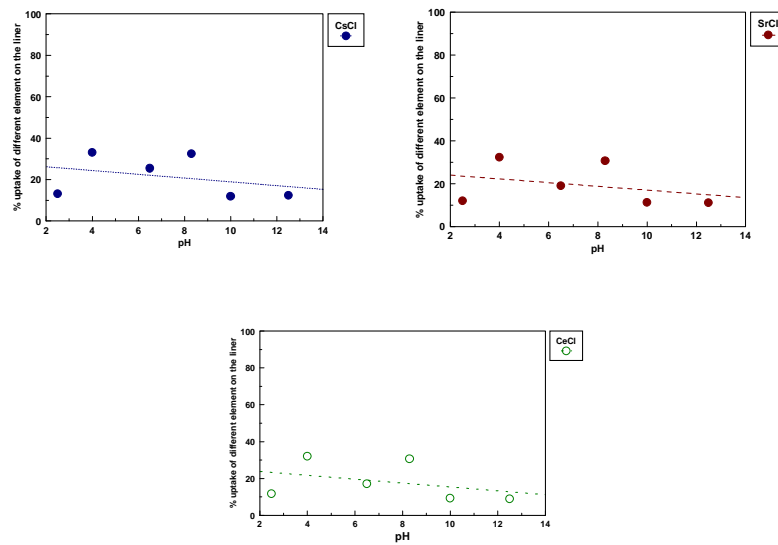 CsCl
% uptake of different element on the liner
100
80
60
40
20
0
2 4 6 8 10 12 14
pH
SrCl
% uptake of different element on the liner
100
80
60
40
20
0
2 4 6 8 10 12 14
pH
CeCl
% uptake of different element on the liner
100
80
60
40
20
0
2 4 6 8 10 12 14
pH